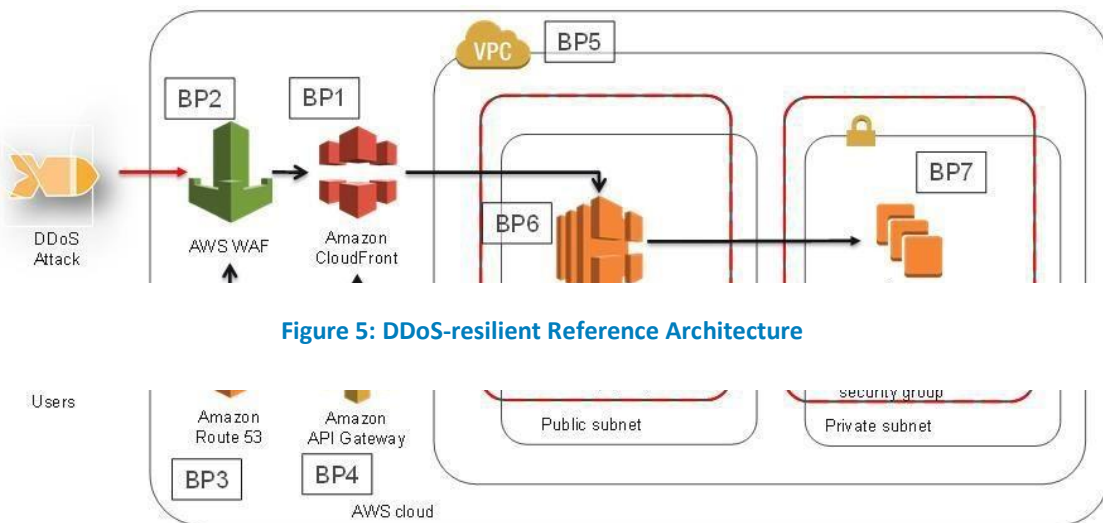 VPC
BP5
BP2
BP1
BP7
BP6
DDoS
Attack
AWS WAF
Amazon
CloudFront
Figure 5: DDoS-resilient Reference Architecture
Users
security group
Amazon
Route 53
Amazon
API Gateway
Public subnet
Private subnet
BP3
BP4
AWS cloud